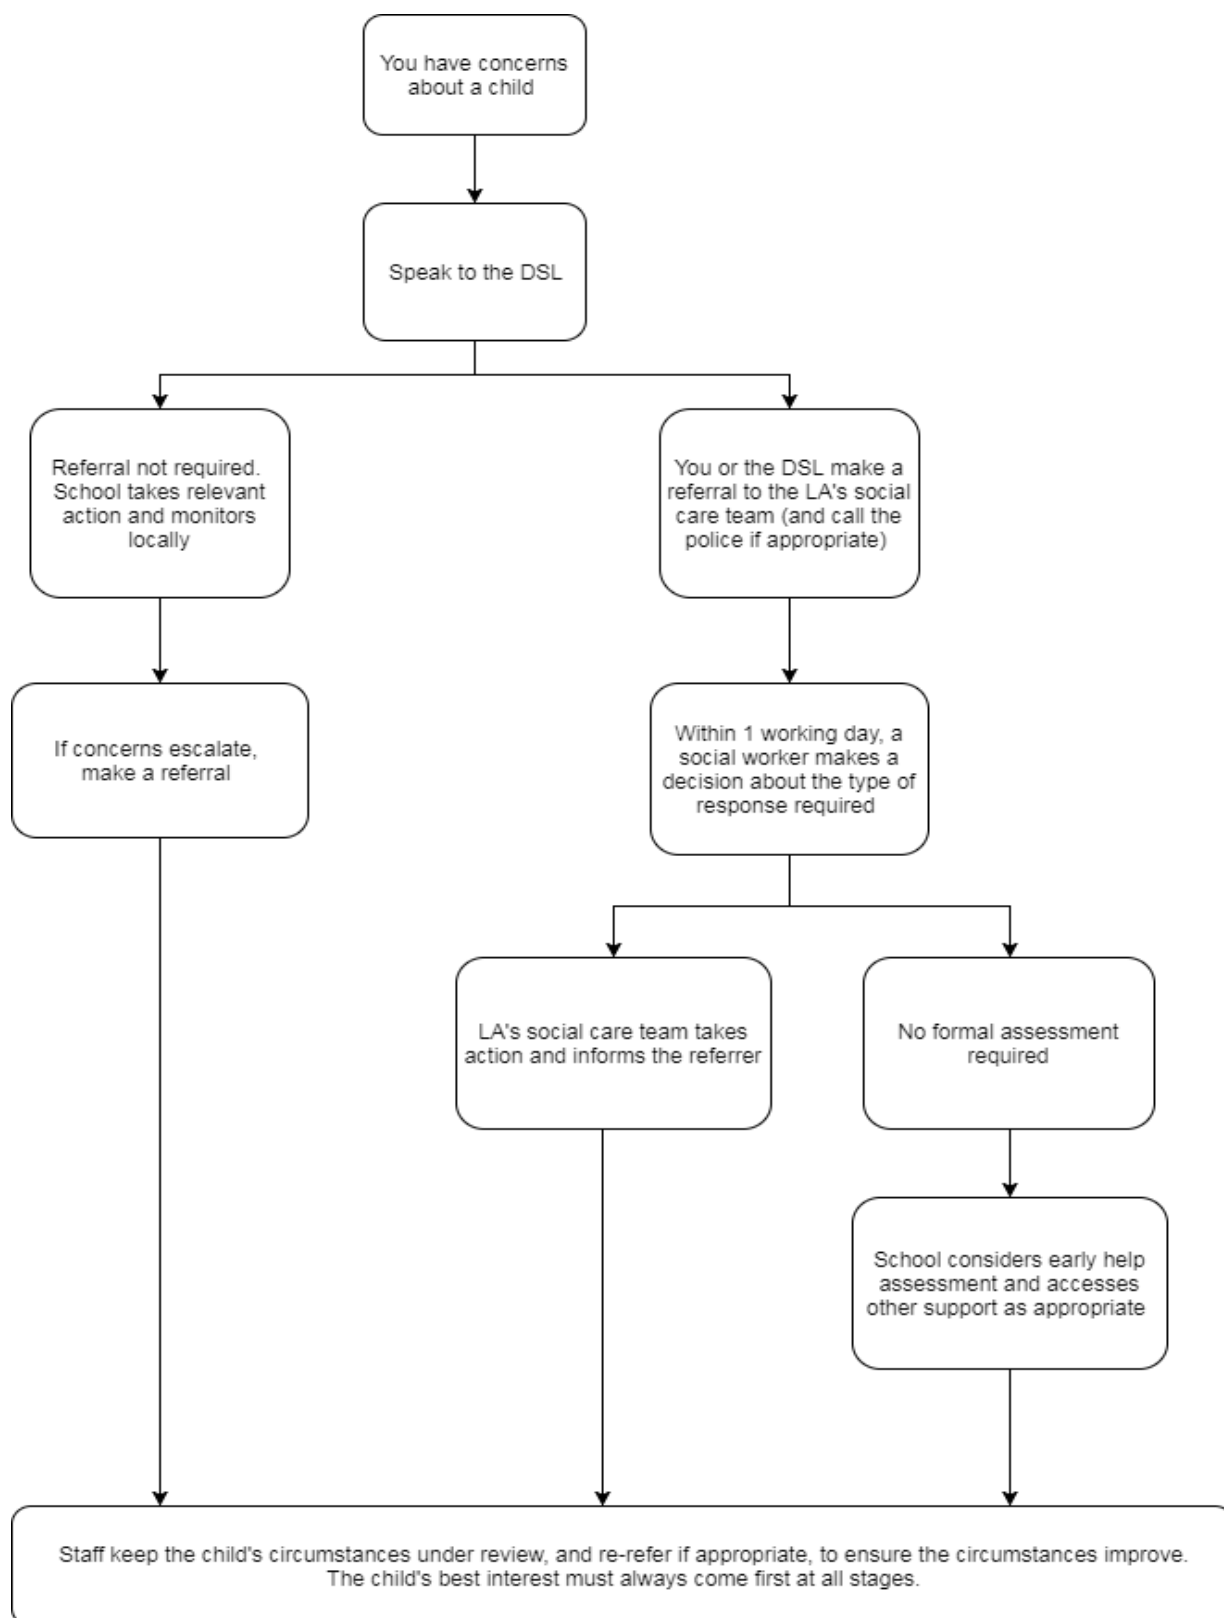 You have concerns
about a child
Speak to the DSL
Referral not required.
School takes relevant
action and monitors
locally
You or the DSL make a
referral to the LA's social
care team (and call the
police if appropriate)
If concerns escalate,
make a referral
Within 1 working day, a
social worker makes a
decision about the type of
response required
LA's social care team takes
action and informs the referrer
No formal assessment
required
School considers early help
assessment and accesses
other support as appropriate
Staff keep the child's circumstances under review, and re-refer if appropriate, to ensure the circumstances improve.
The child's best interest must always come first at all stages.